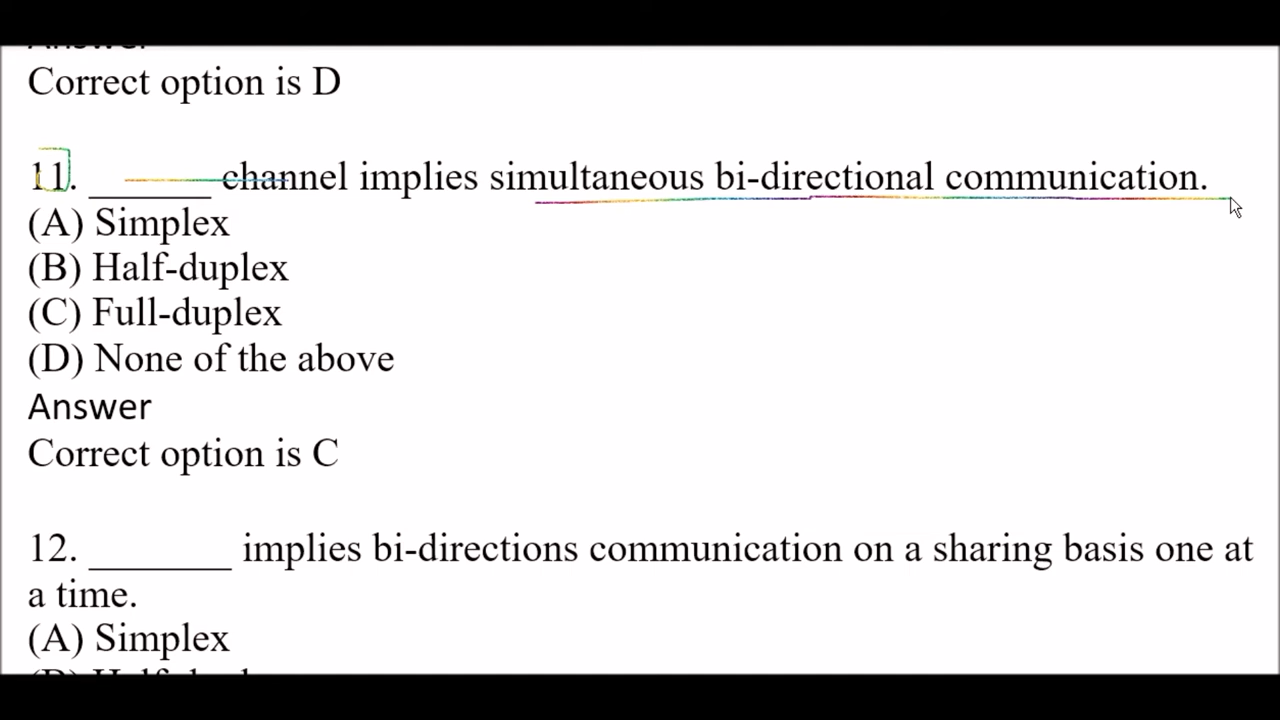 Correct option is D
11. ______ channel implies simultaneous bi-directional communication.
(A) Simplex
(B) Half-duplex
(C) Full-duplex
(D) None of the above
Answer
Correct option is C
12. _______ implies bi-directions communication on a sharing basis one at
a time.
(A) Simplex